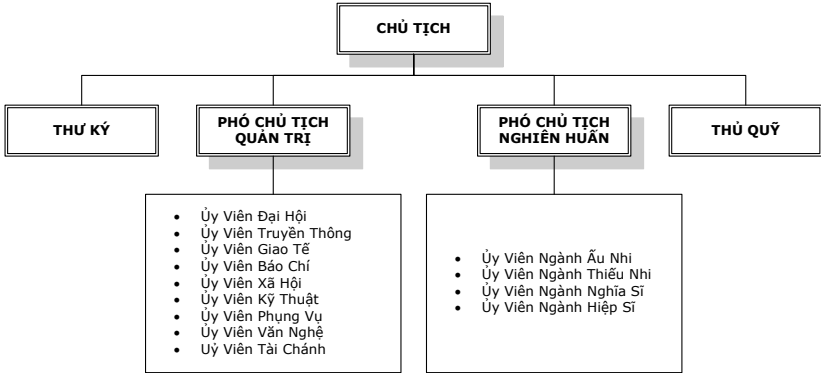 CHỦ TỊCH
THƯ KÝ
PHÓ CHỦ TỊCH
QUẢN TRỊ
PHÓ CHỦ TỊCH
NGHIÊN HUẤN
THỦ QUỸ
• Ủy Viên Đại Hội
• Ủy Viên Truyền Thông
• Ủy Viên Giao Tế
• Ủy Viên Báo Chí
• Ủy Viên Xã Hội
• Ủy Viên Kỹ Thuật
• Ủy Viên Phụng Vụ
• Ủy Viên Văn Nghệ
• Uỷ Viên Tài Chánh
• Ủy Viên Ngành Ấu Nhi
• Ủy Viên Ngành Thiếu Nhi
• Ủy Viên Ngành Nghĩa Sĩ
• Ủy Viên Ngành Hiệp Sĩ